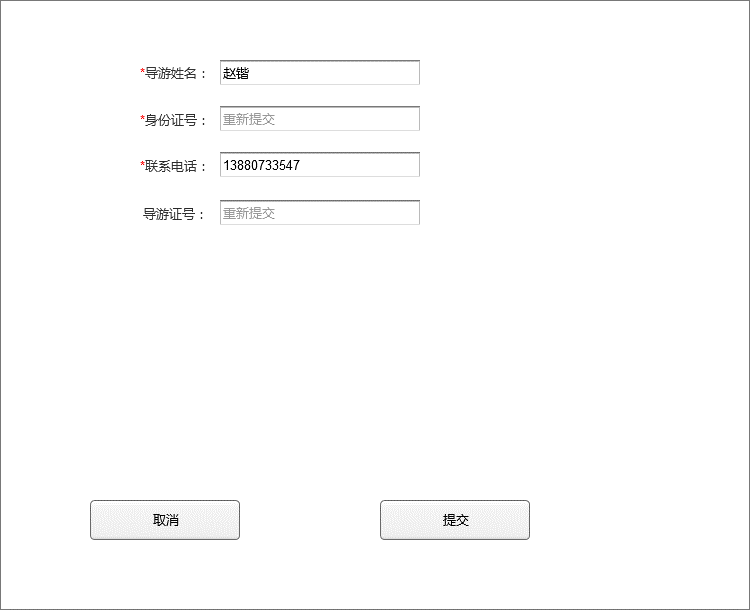 *导游姓名： 赵锴
*身份证号： 重新提交
*联系电话： 13880733547
导游证号： 重新提交
取消 提交